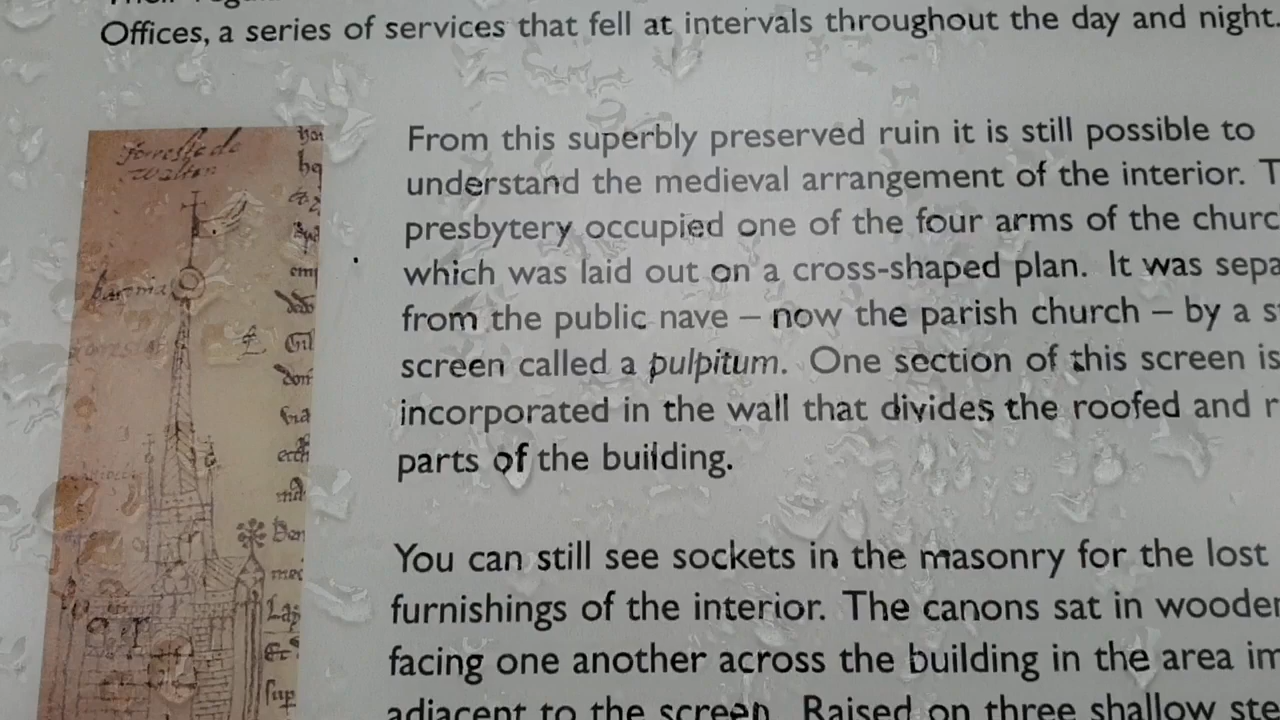 Offices, a series of services that fell at intervals throughout the day and night.
From this superbly preserved ruin it is still possible to
understand the medieval arrangement of the interior. T
presbytery occupied one of the four arms of the churc
which was laid out on a cross-shaped plan. It was sepa
from the public nave – now the parish church – by a s
screen called a pulpitum. One section of this screen is
incorporated in the wall that divides the roofed and r
parts of the building.
You can still see sockets in the masonry for the lost
furnishings of the interior. The canons sat in wooden
facing one another across the building in the area im
adjacent to the screen. Raised on three shallow ste